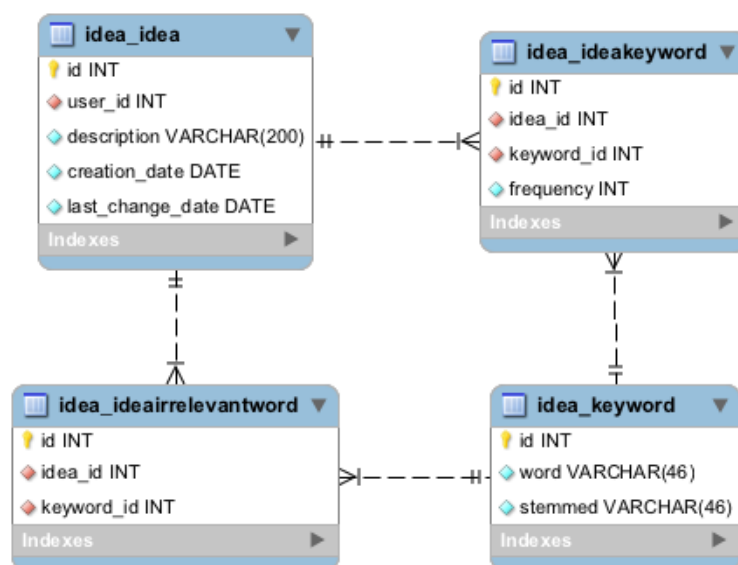 idea_idea
id INT
user_id INT
description VARCHAR(200)
creation_date DATE
last_change_date DATE
Indexes
idea_ideakeyword
id INT
idea_id INT
keyword_id INT
frequency INT
Indexes
idea_ideairrelevantword
id INT
idea_id INT
keyword_id INT
Indexes
idea_keyword
id INT
word VARCHAR(46)
stemmed VARCHAR(46)
Indexes